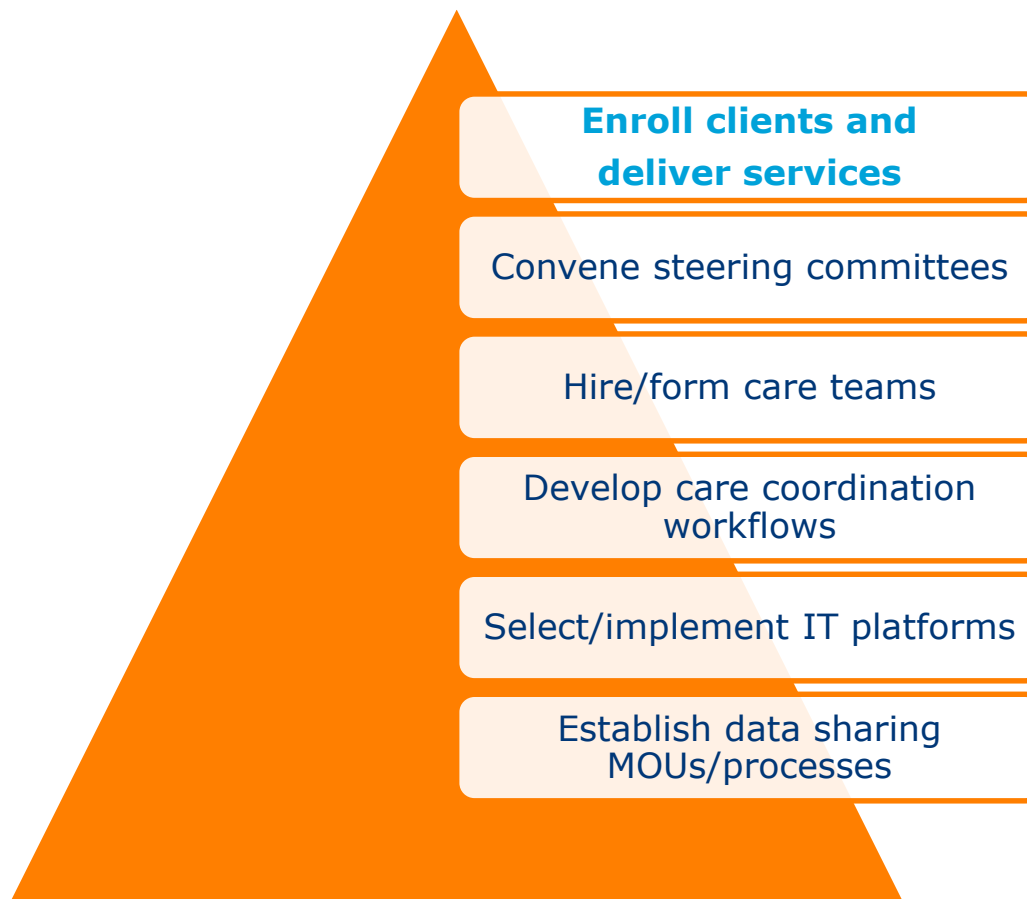 Enroll clients and
deliver services
Convene steering committees
Hire/form care teams
Develop care coordination
workflows
Select/implement IT platforms
Establish data sharing
MOUs/processes